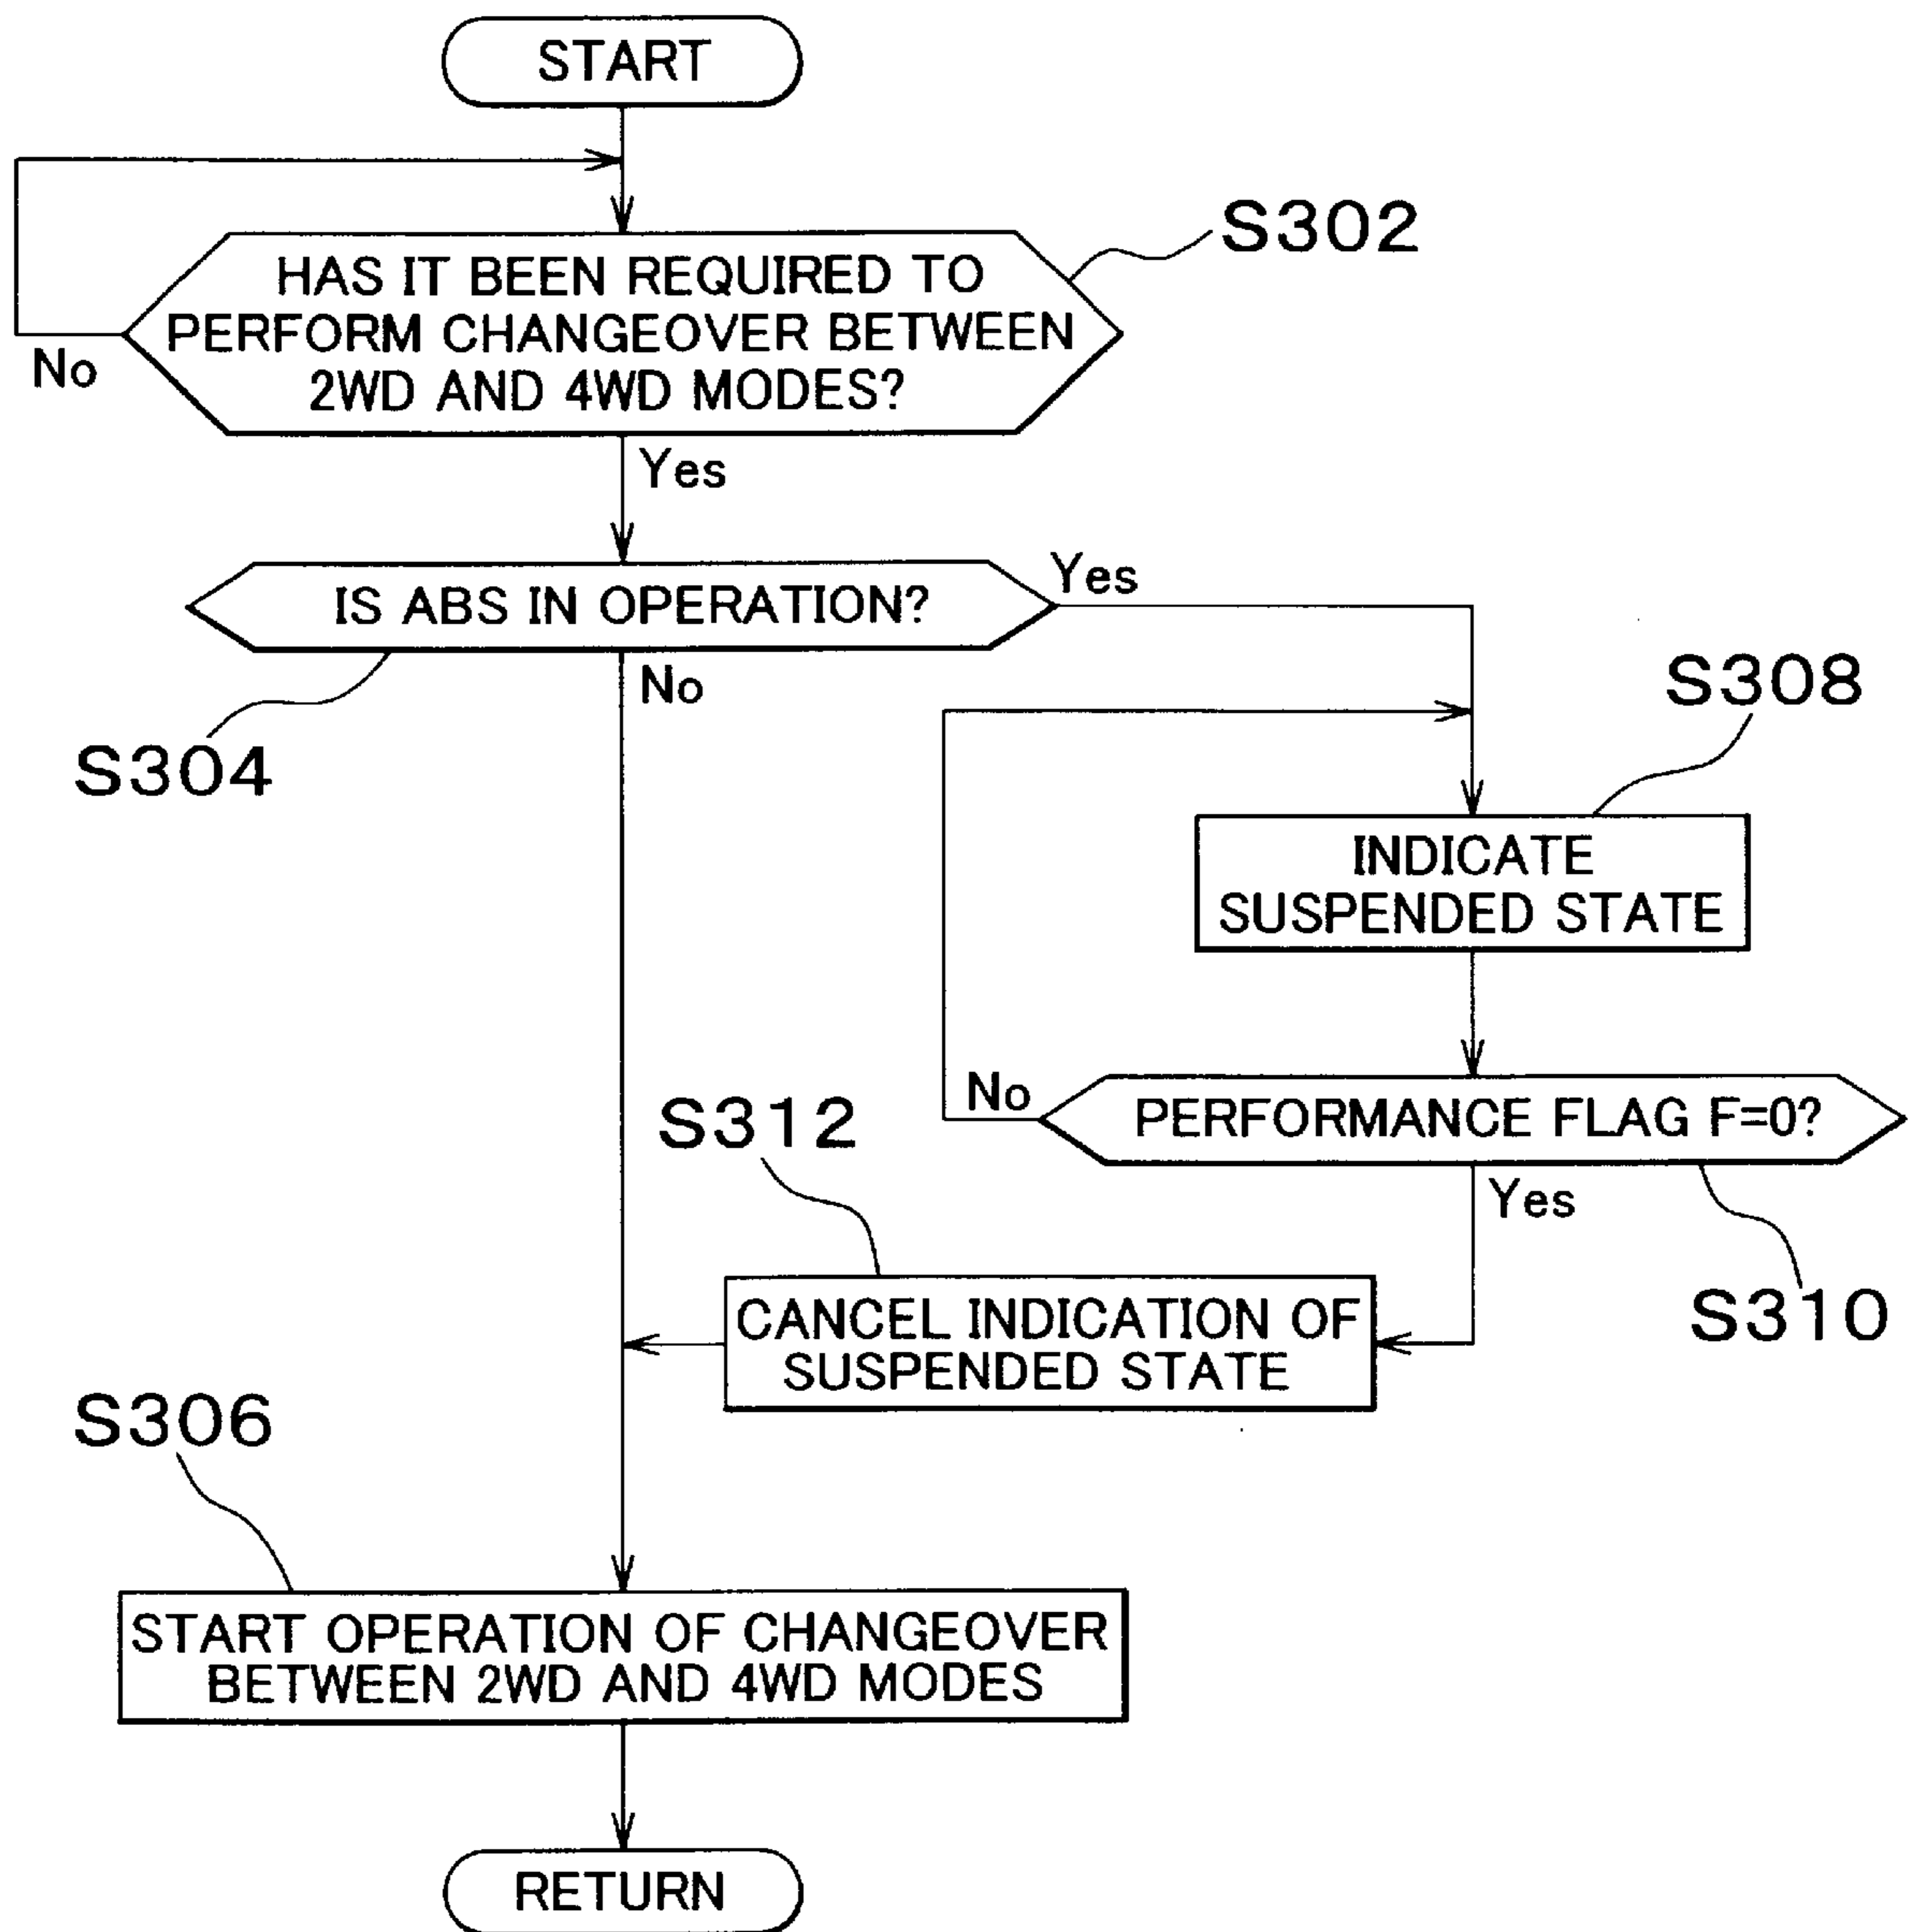 START
S302
HAS IT BEEN REQUIRED TO
PERFORM CHANGEOVER BETWEEN
2WD AND 4WD MODES?
No
Yes
IS ABS IN OPERATION?
Yes
No
S304
S308
INDICATE
SUSPENDED STATE
No
PERFORMANCE FLAG F=0?
S312
Yes
S310
CANCEL INDICATION OF
SUSPENDED STATE
S306
START OPERATION OF CHANGEOVER
BETWEEN 2WD AND 4WD MODES
RETURN